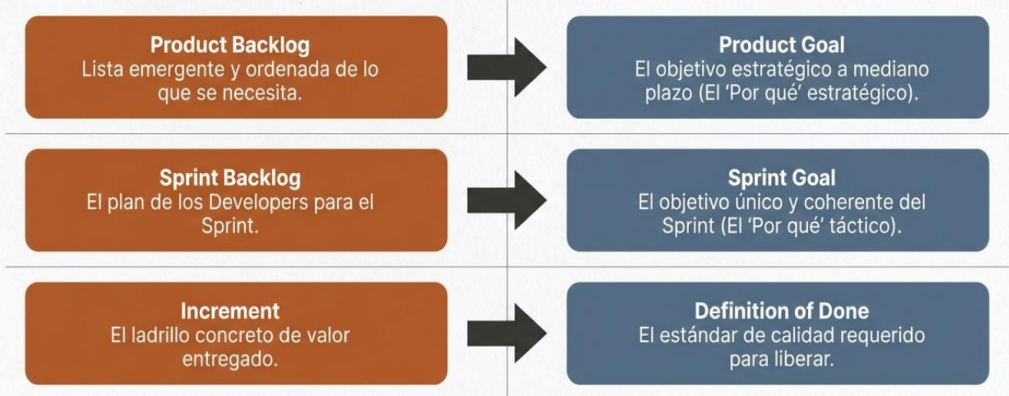 Product Backlog
Lista emergente y ordenada de lo
que se necesita.
Product Goal
El objetivo estratégico a mediano
plazo (El ‘Por qué’ estratégico).
Sprint Backlog
El plan de los Developers para el
Sprint.
Sprint Goal
El objetivo único y coherente del
Sprint (El ‘Por qué’ táctico).
Increment
El ladrillo concreto de valor
entregado.
Definition of Done
El estándar de calidad requerido
para liberar.